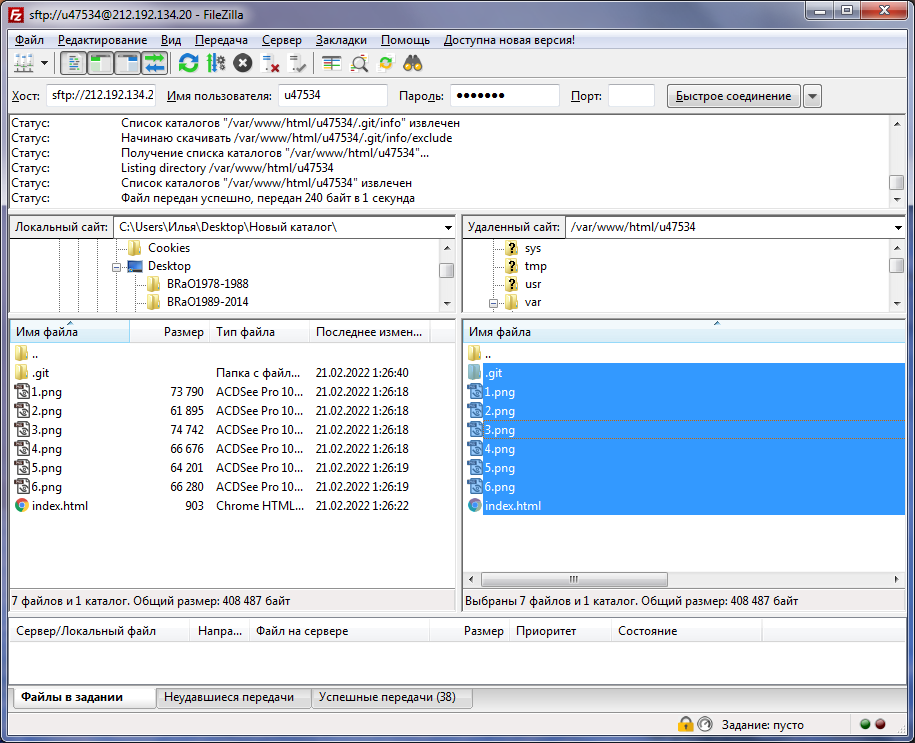 sftp://u47534@212.192.134.20 - FileZilla
Файл Редактирование Вид Передача Сервер Закладки Помощь Доступна новая версия!
Хост: sftp://212.192.134.2 Имя пользователя: u47534 Пароль: ●●●●●●● Порт: Быстрое соединение
Статус: Список каталогов "/var/www/html/u47534/.git/info" извлечен
Статус: Начинаю скачивать /var/www/html/u47534/.git/info/exclude
Статус: Получение списка каталогов "/var/www/html/u47534"...
Статус: Listing directory /var/www/html/u47534
Статус: Список каталогов "/var/www/html/u47534" извлечен
Статус: Файл передан успешно, передан 240 байт в 1 секунда
Локальный сайт: C:\Users\Илья\Desktop\Новый каталог\
Cookies
Desktop
BRaO1978-1988
BRaO1989-2014
Удаленный сайт: /var/www/html/u47534
sys
tmp
usr
var
Имя файла Размер Тип файла Последнее измен...
..
.git Папка с файл... 21.02.2022 1:26:40
1.png 73 790 ACDSee Pro 10... 21.02.2022 1:26:18
2.png 61 895 ACDSee Pro 10... 21.02.2022 1:26:18
3.png 74 742 ACDSee Pro 10... 21.02.2022 1:26:18
4.png 66 676 ACDSee Pro 10... 21.02.2022 1:26:18
5.png 64 201 ACDSee Pro 10... 21.02.2022 1:26:19
6.png 66 280 ACDSee Pro 10... 21.02.2022 1:26:19
index.html 903 Chrome HTML... 21.02.2022 1:26:22
7 файлов и 1 каталог. Общий размер: 408 487 байт
Имя файла
..
.git
1.png
2.png
3.png
4.png
5.png
6.png
index.html
Выбраны 7 файлов и 1 каталог. Общий размер: 408 487 байт
Сервер/Локальный файл Напра... Файл на сервере Размер Приоритет Состояние
Файлы в задании Неудавшиеся передачи Успешные передачи (38)
Задание: пусто